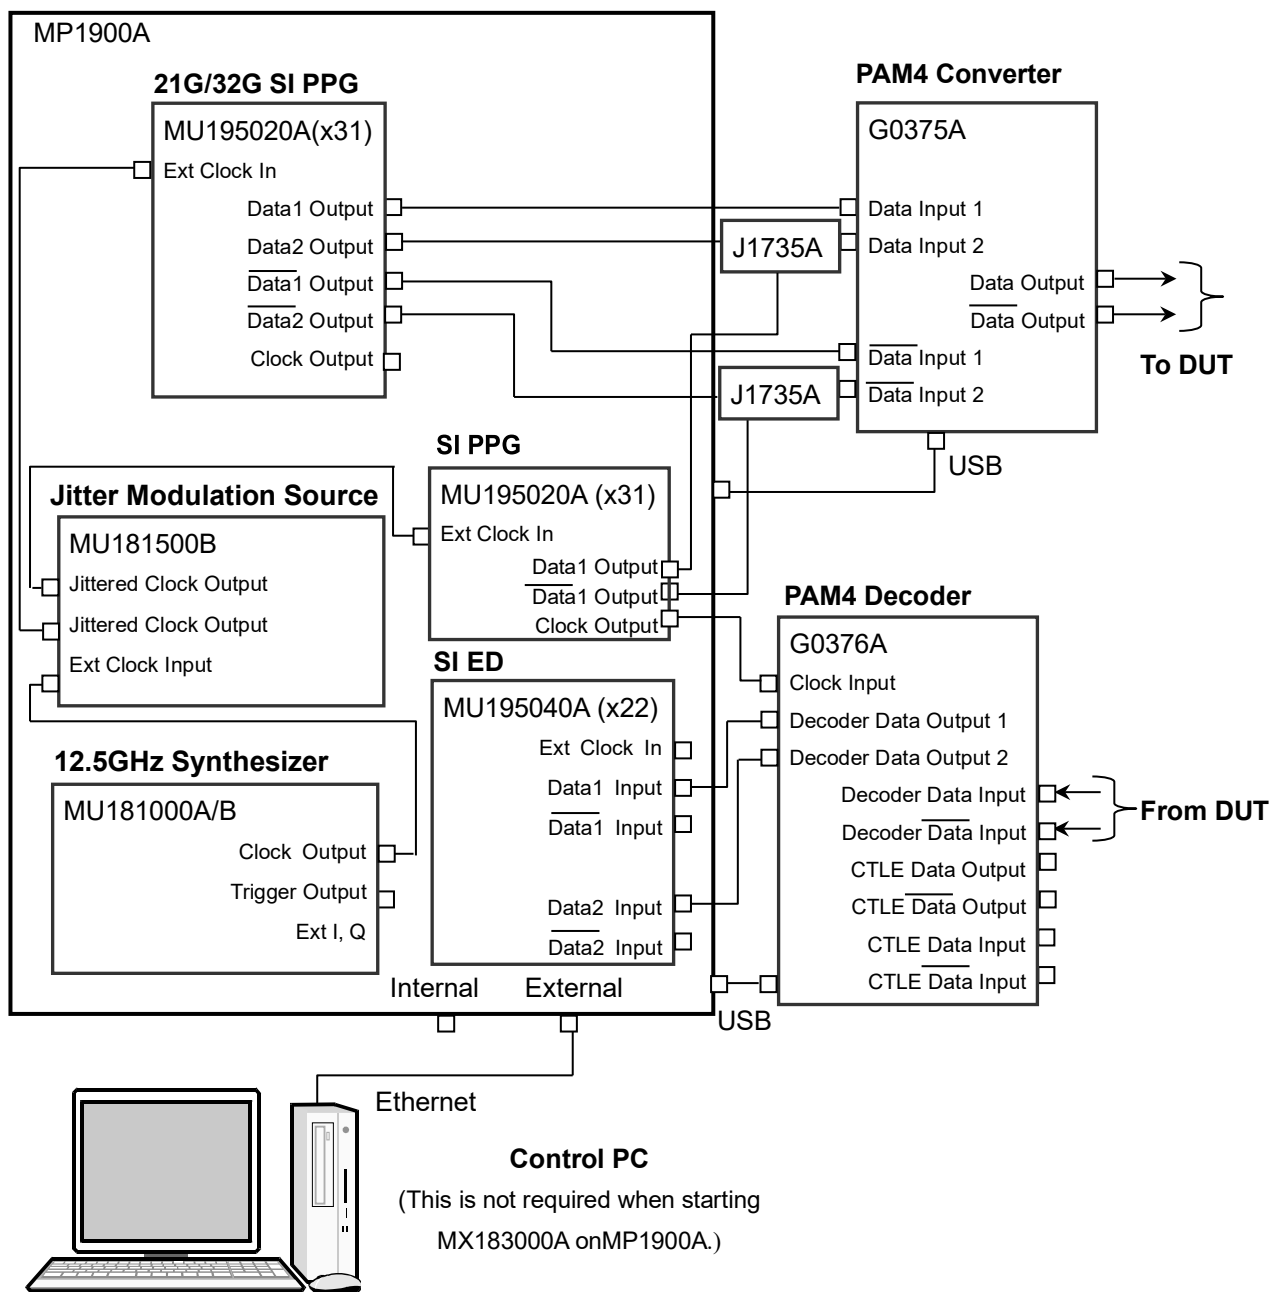 MP1900A
21G/32G SI PPG
MU195020A(x31)
Ext Clock In
Data1 Output
Data2 Output
Data1 Output
Data2 Output
Clock Output
PAM4 Converter
G0375A
Data Input 1
Data Input 2
Data Output
Data Output
Data Input 1
Data Input 2
J1735A
J1735A
To DUT
USB
SI PPG
MU195020A (x31)
Ext Clock In
Data1 Output
Data1 Output
Clock Output
Jitter Modulation Source
MU181500B
Jittered Clock Output
Jittered Clock Output
Ext Clock Input
SI ED
MU195040A (x22)
Ext Clock In
Data1 Input
Data1 Input
Data2 Input
Data2 Input
PAM4 Decoder
G0376A
Clock Input
Decoder Data Output 1
Decoder Data Output 2
Decoder Data Input
Decoder Data Input
CTLE Data Output
CTLE Data Output
CTLE Data Input
CTLE Data Input
From DUT
12.5GHz Synthesizer
MU181000A/B
Clock Output
Trigger Output
Ext I, Q
Internal
External
USB
Ethernet
Control PC
(This is not required when starting
MX183000A onMP1900A.)